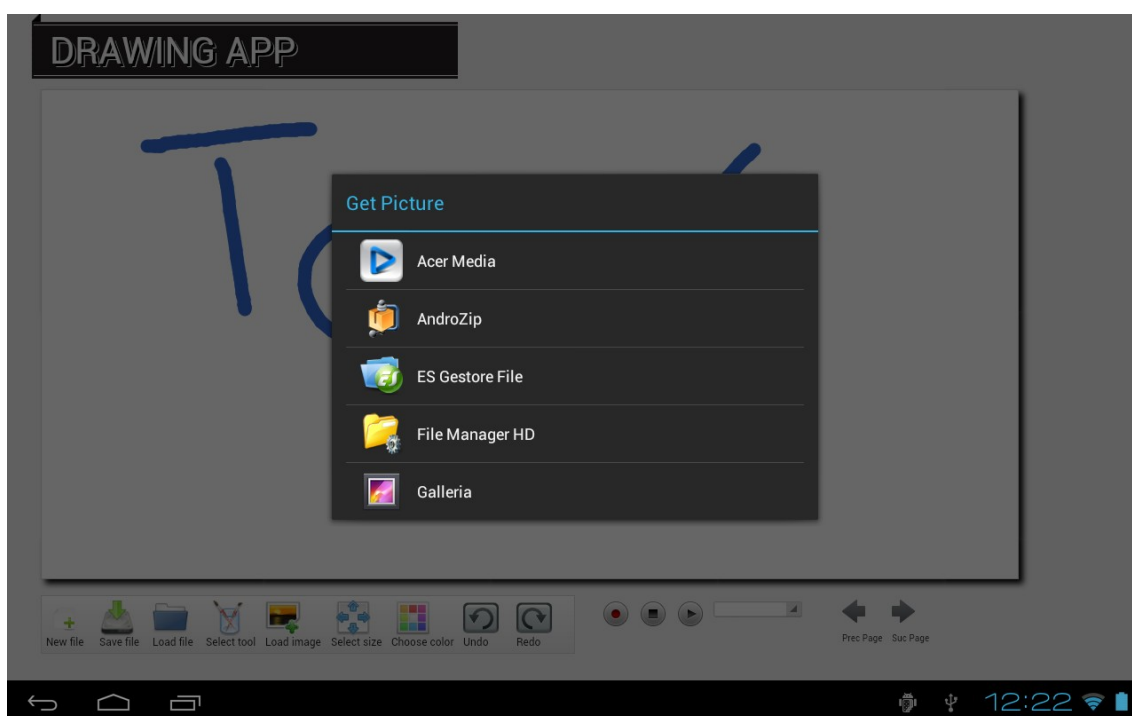 DRAWING APP
Get Picture
Acer Media
AndroZip
ES Gestore File
File Manager HD
Galleria
New file Save file Load file Select tool Load image Select size Choose color Undo Redo
Prec Page Suc Page
12:22